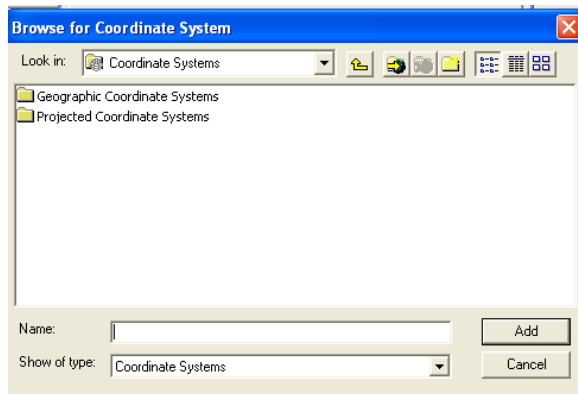 Browse for Coordinate System
Look in: Coordinate Systems
Geographic Coordinate Systems
Projected Coordinate Systems
Name: Add
Show of type: Coordinate Systems Cancel